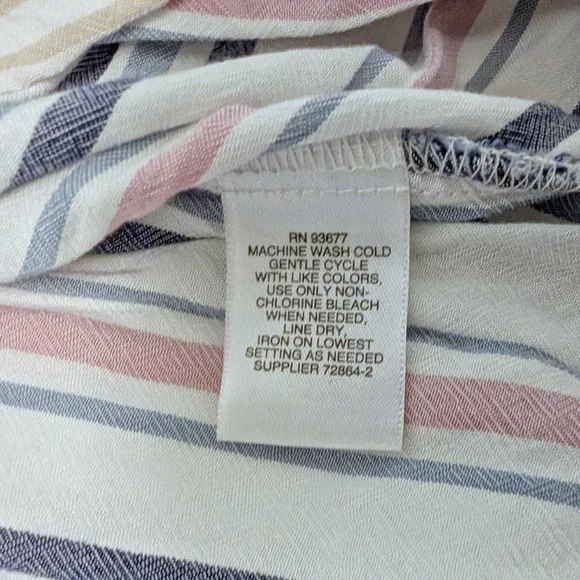 RN 93677
MACHINE WASH COLD
GENTLE CYCLE
WITH LIKE COLORS,
USE ONLY NON-
CHLORINE BLEACH
WHEN NEEDED,
LINE DRY,
IRON ON LOWEST
SETTING AS NEEDED
SUPPLIER 72864-2